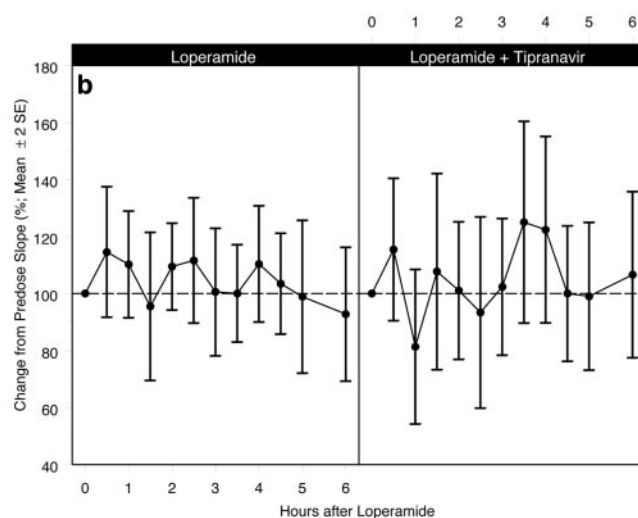 0 1 2 3 4 5 6
Loperamide
Loperamide + Tipranavir
b
Change from Predose Slope (%; Mean ± 2 SE)
180
160
140
120
100
80
60
40
0 1 2 3 4 5 6
Hours after Loperamide